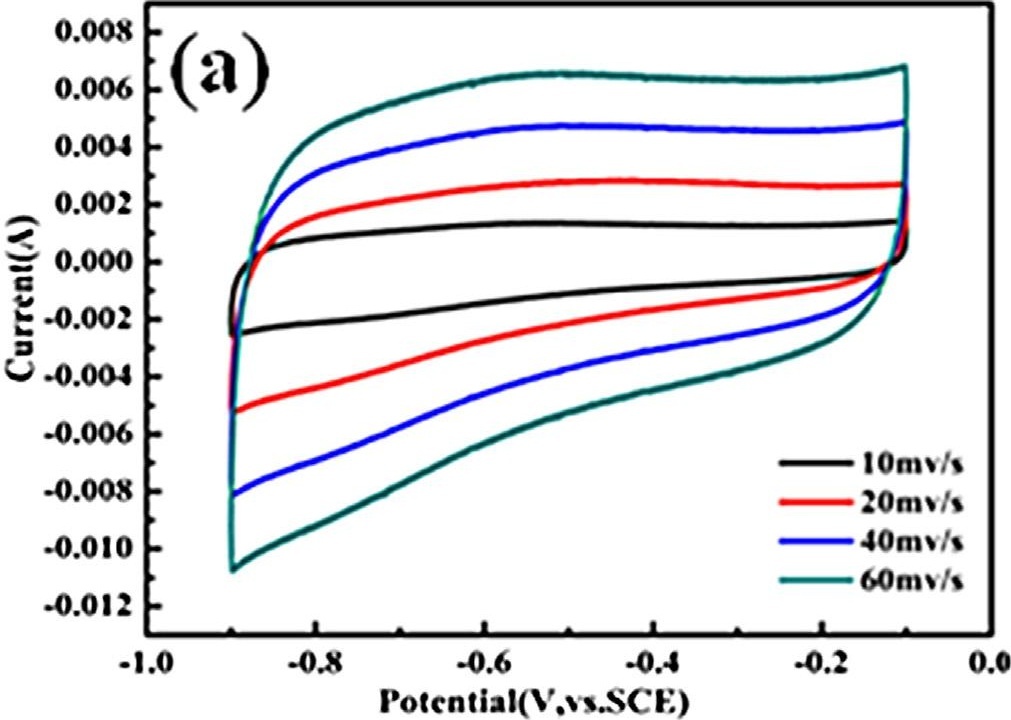 (a)
0.008
0.006
0.004
0.002
0.000
-0.002
-0.004
-0.006
-0.008
-0.010
-0.012
Current(A)
10mv/s
20mv/s
40mv/s
60mv/s
-1.0 -0.8 -0.6 -0.4 -0.2 0.0
Potential(V,vs.SCE)